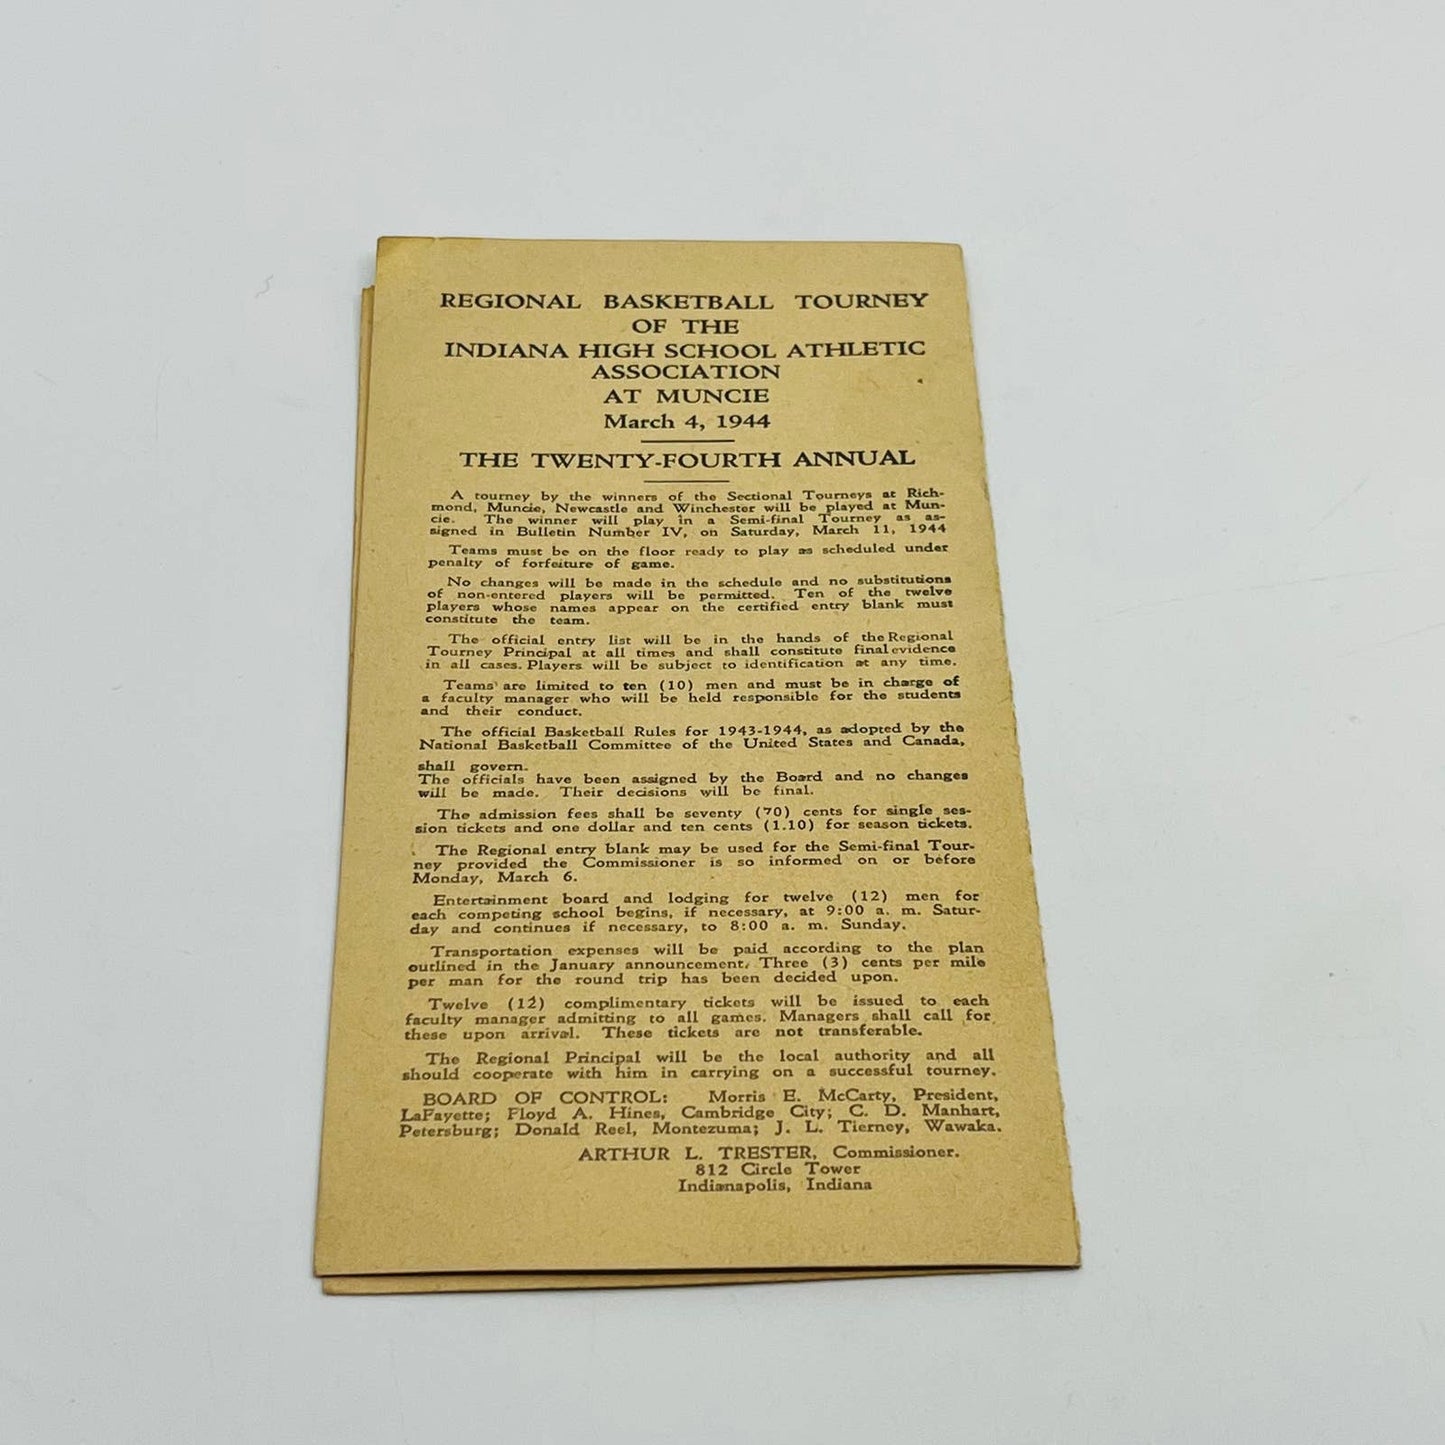 REGIONAL BASKETBALL TOURNEY
OF THE
INDIANA HIGH SCHOOL ATHLETIC
ASSOCIATION
AT MUNCIE
March 4, 1944
THE TWENTY-FOURTH ANNUAL
A tourney by the winners of the Sectional Tourneys at Rich-
mond, Muncie, Newcastle and Winchester will be played at Mun-
cie. The winner will play in a Semi-final Tourney as as-
signed in Bulletin Number IV, on Saturday, March 11, 1944
Teams must be on the floor ready to play as scheduled under
penalty of forfeiture of game.
No changes will be made in the schedule and no substitutions
of non-entered players will be permitted. Ten of the twelve
players whose names appear on the certified entry blank must
constitute the team.
The official entry list will be in the hands of the Regional
Tourney Principal at all times and shall constitute final evidence
in all cases. Players will be subject to identification at any time.
Teams are limited to ten (10) men and must be in charge of
a faculty manager who will be held responsible for the students
and their conduct.
The official Basketball Rules for 1943-1944, as adopted by the
National Basketball Committee of the United States and Canada,
shall govern.
The officials have been assigned by the Board and no changes
will be made. Their decisions will be final.
The admission fees shall be seventy (70) cents for single ses-
sion tickets and one dollar and ten cents (1.10) for season tickets.
The Regional entry blank may be used for the Semi-final Tour-
ney provided the Commissioner is so informed on or before
Monday, March 6.
Entertainment board and lodging for twelve (12) men for
each competing school begins, if necessary, at 9:00 a. m. Satur-
day and continues if necessary, to 8:00 a. m. Sunday.
Transportation expenses will be paid according to the plan
outlined in the January announcement. Three (3) cents per mile
per man for the round trip has been decided upon.
Twelve (12) complimentary tickets will be issued to each
faculty manager admitting to all games. Managers shall call for
these upon arrival. These tickets are not transferable.
The Regional Principal will be the local authority and all
should cooperate with him in carrying on a successful tourney.
BOARD OF CONTROL: Morris E. McCarty, President,
LaFayette; Floyd A. Hines, Cambridge City; C. D. Manhart,
Petersburg; Donald Reel, Montezuma; J. L. Tierney, Wawaka.
ARTHUR L. TRESTER, Commissioner.
812 Circle Tower
Indianapolis, Indiana